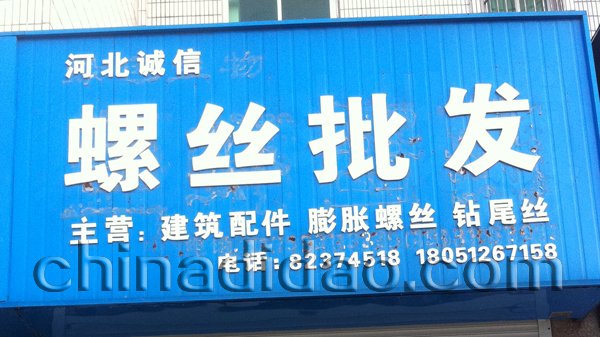 河北诚信
螺丝批发
主营：建筑配件 膨胀螺丝 钻尾丝
电话：82374518 18051267158
chinadidao.com